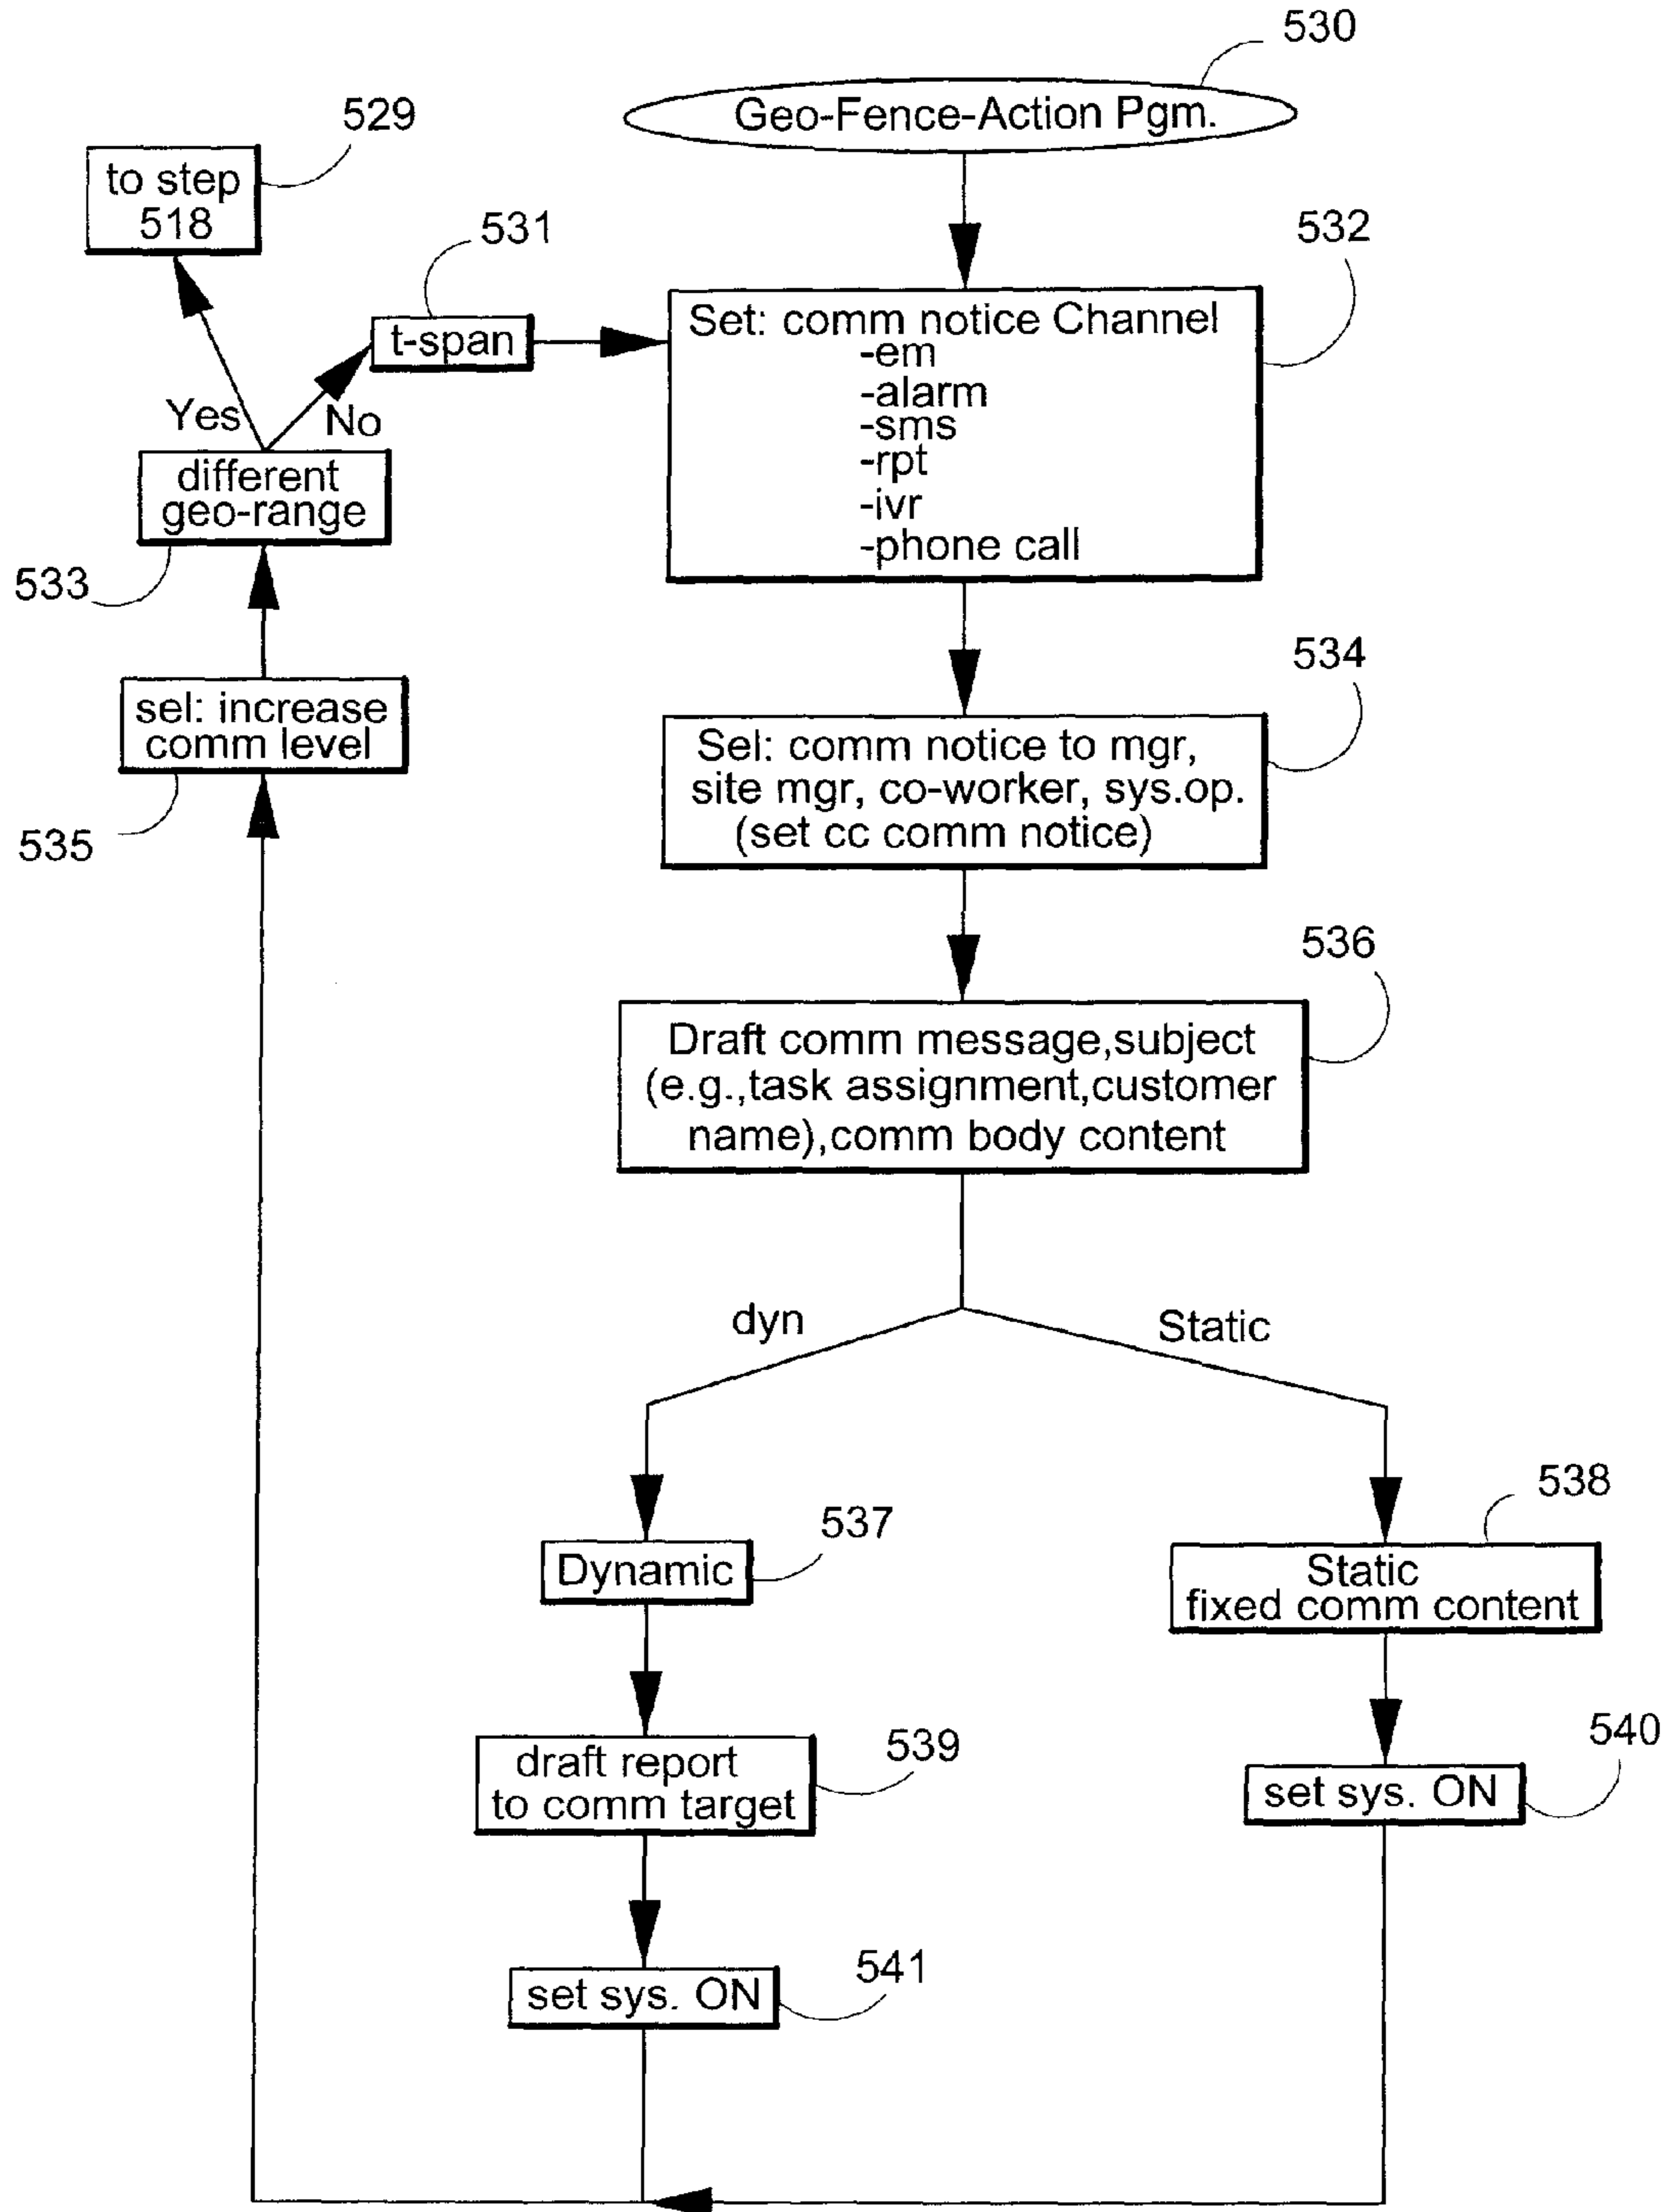 530
Geo-Fence-Action Pgm.
529
to step
518
531
t-span
532
Set: comm notice Channel
-em
-alarm
-sms
-rpt
-ivr
-phone call
Yes
No
different
geo-range
533
534
sel: increase
comm level
535
Sel: comm notice to mgr,
site mgr, co-worker, sys.op.
(set cc comm notice)
536
Draft comm message,subject
(e.g.,task assignment,customer
name),comm body content
dyn
Static
537
Dynamic
538
Static
fixed comm content
539
draft report
to comm target
540
set sys. ON
541
set sys. ON